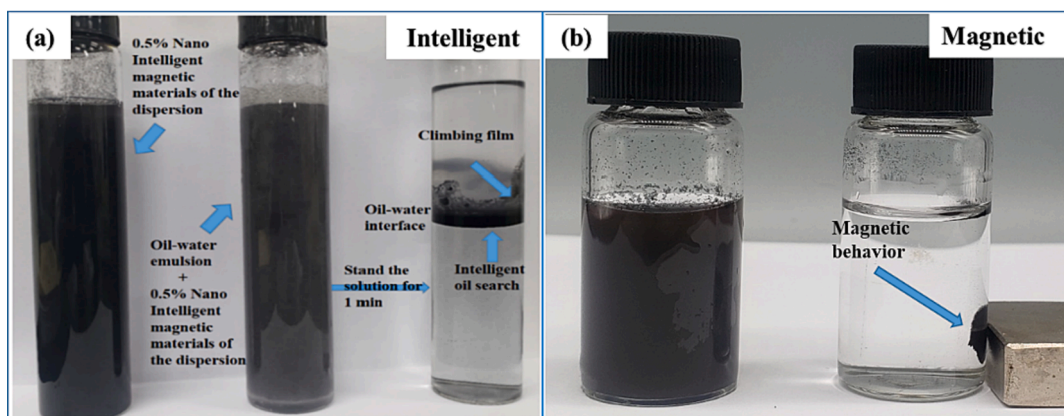 (a)
Intelligent
0.5% Nano
Intelligent
magnetic
materials of the
dispersion
Climbing film
Oil-water
interface
Oil-water
emulsion
+
0.5% Nano
Intelligent
magnetic
materials
of the
dispersion
Stand the
solution for
1 min
Intelligent
oil search
(b)
Magnetic
Magnetic
behavior